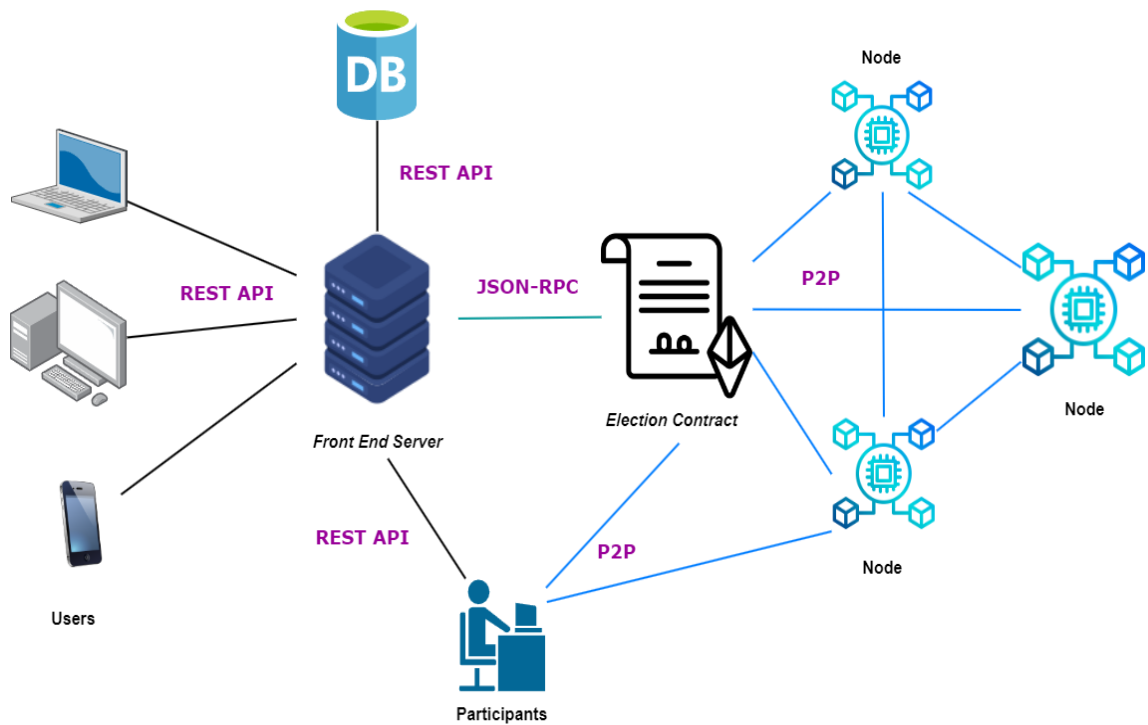 Node
DB
REST API
REST API
JSON-RPC
P2P
Election Contract
Node
Front End Server
REST API
P2P
Node
Users
Participants